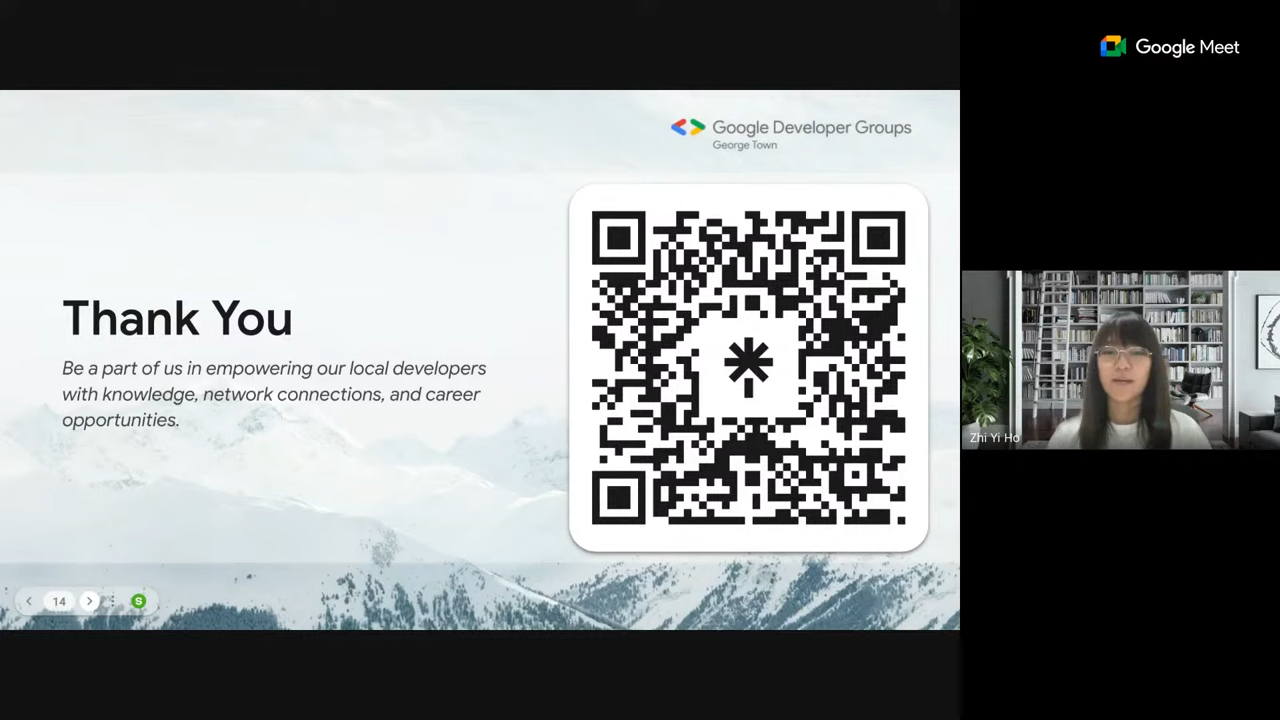 Google Meet
Google Developer Groups
George Town
Thank You
Be a part of us in empowering our local developers
with knowledge, network connections, and career
opportunities.
Zhi Yi Ho
14
S